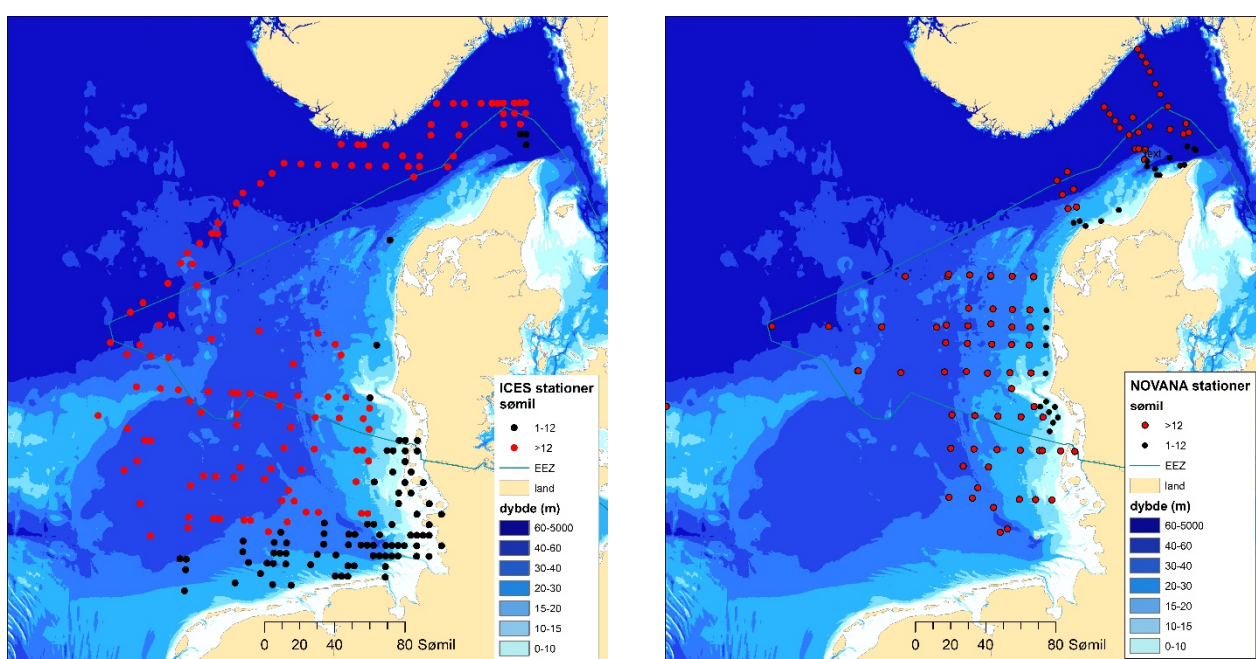 ICES stationer
sømil
1-12
>12
EEZ
land
dybde (m)
60-5000
40-60
30-40
20-30
15-20
10-15
0-10
0 20 40 80 Sømil
ext
NOVANA stationer
sømil
>12
1-12
EEZ
land
dybde (m)
60-5000
40-60
30-40
20-30
15-20
10-15
0-10
0 20 40 80 Sømil